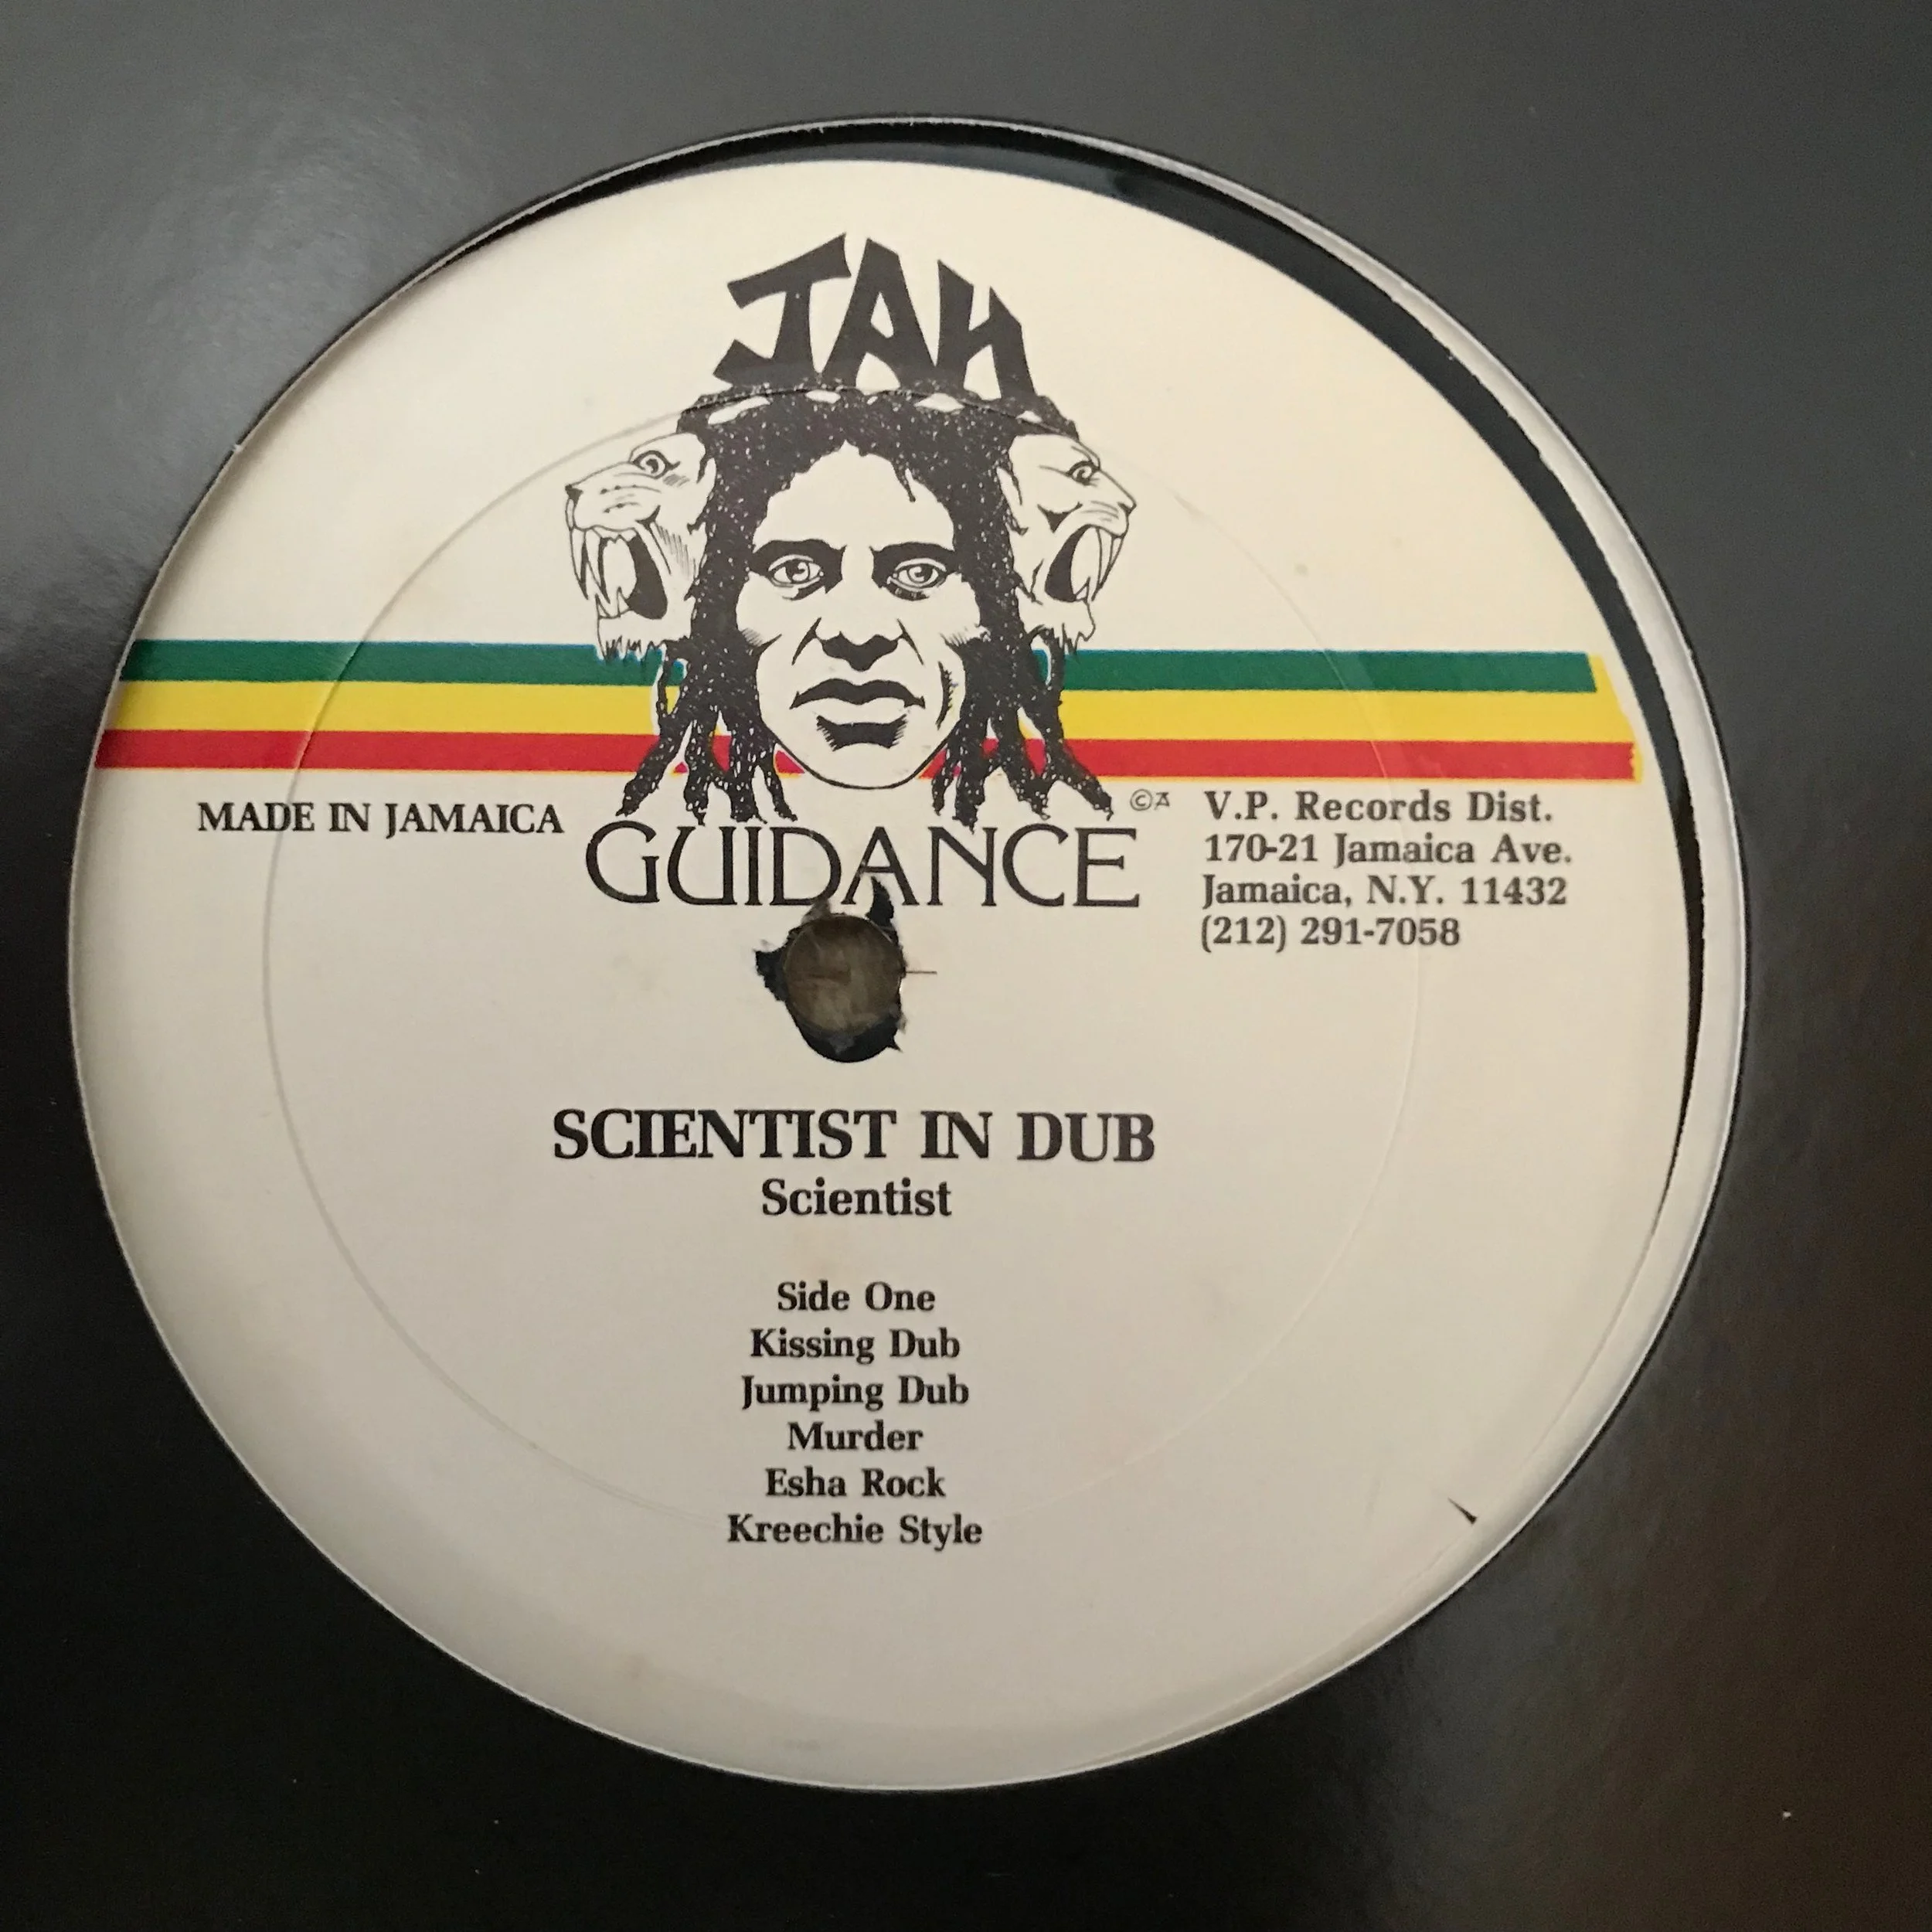 JAH
GUIDANCE
MADE IN JAMAICA
V.P. Records Dist.
170-21 Jamaica Ave.
Jamaica, N.Y. 11432
(212) 291-7058
SCIENTIST IN DUB
Scientist
Side One
Kissing Dub
Jumping Dub
Murder
Esha Rock
Kreechie Style